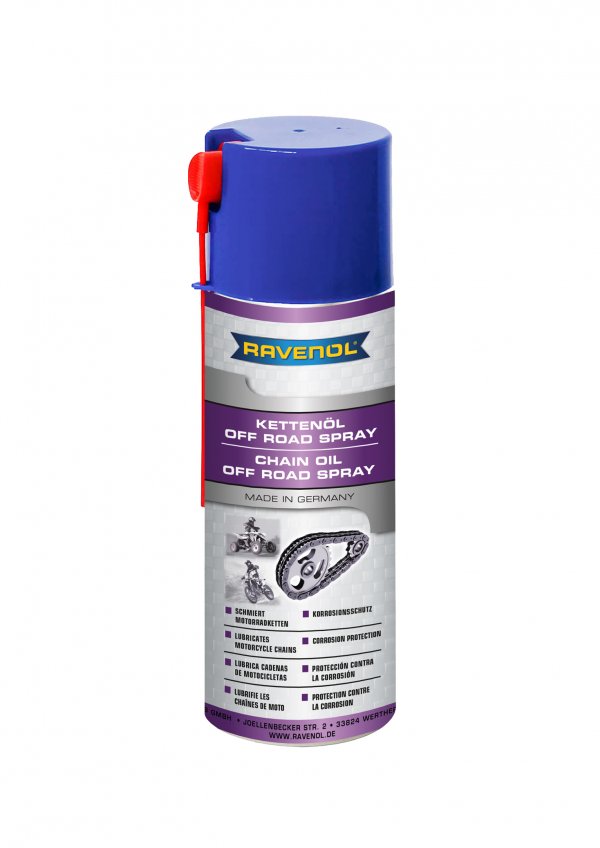 RAVENOL®
KETTENÖL
OFF ROAD SPRAY
CHAIN OIL
OFF ROAD SPRAY
MADE IN GERMANY
SCHMIERT
MOTORRADKETTEN
KORROSIONSSCHUTZ
LUBRICATES
MOTORCYCLE CHAINS
CORROSION PROTECTION
LUBRICA CADENAS
DE MOTOCICLETAS
PROTECCIÓN CONTRA
LA CORROSIÓN
LUBRIFIE LES
CHAÎNES DE MOTO
PROTECTION CONTRE
LA CORROSION
GMBH • JOELLENBECKER STR. 2 • 33824 WERTHER
WWW.RAVENOL.DE